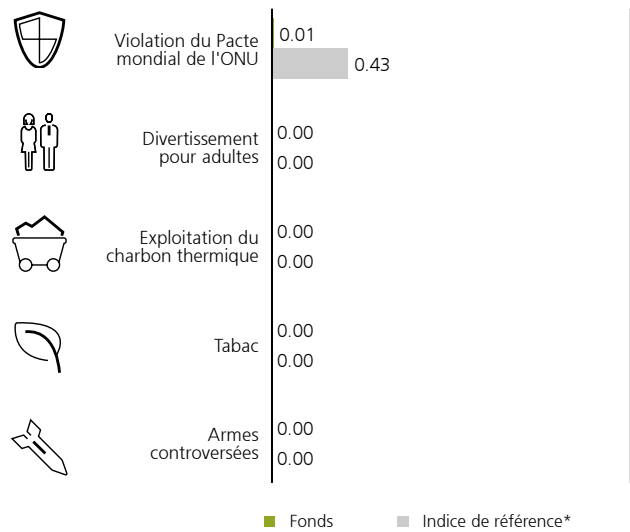 Violation du Pacte
mondial de l'ONU
0.01
0.43
Divertissement
pour adultes
0.00
0.00
Exploitation du
charbon thermique
0.00
0.00
Tabac
0.00
0.00
Armes
controversées
0.00
0.00
Fonds
Indice de référence*